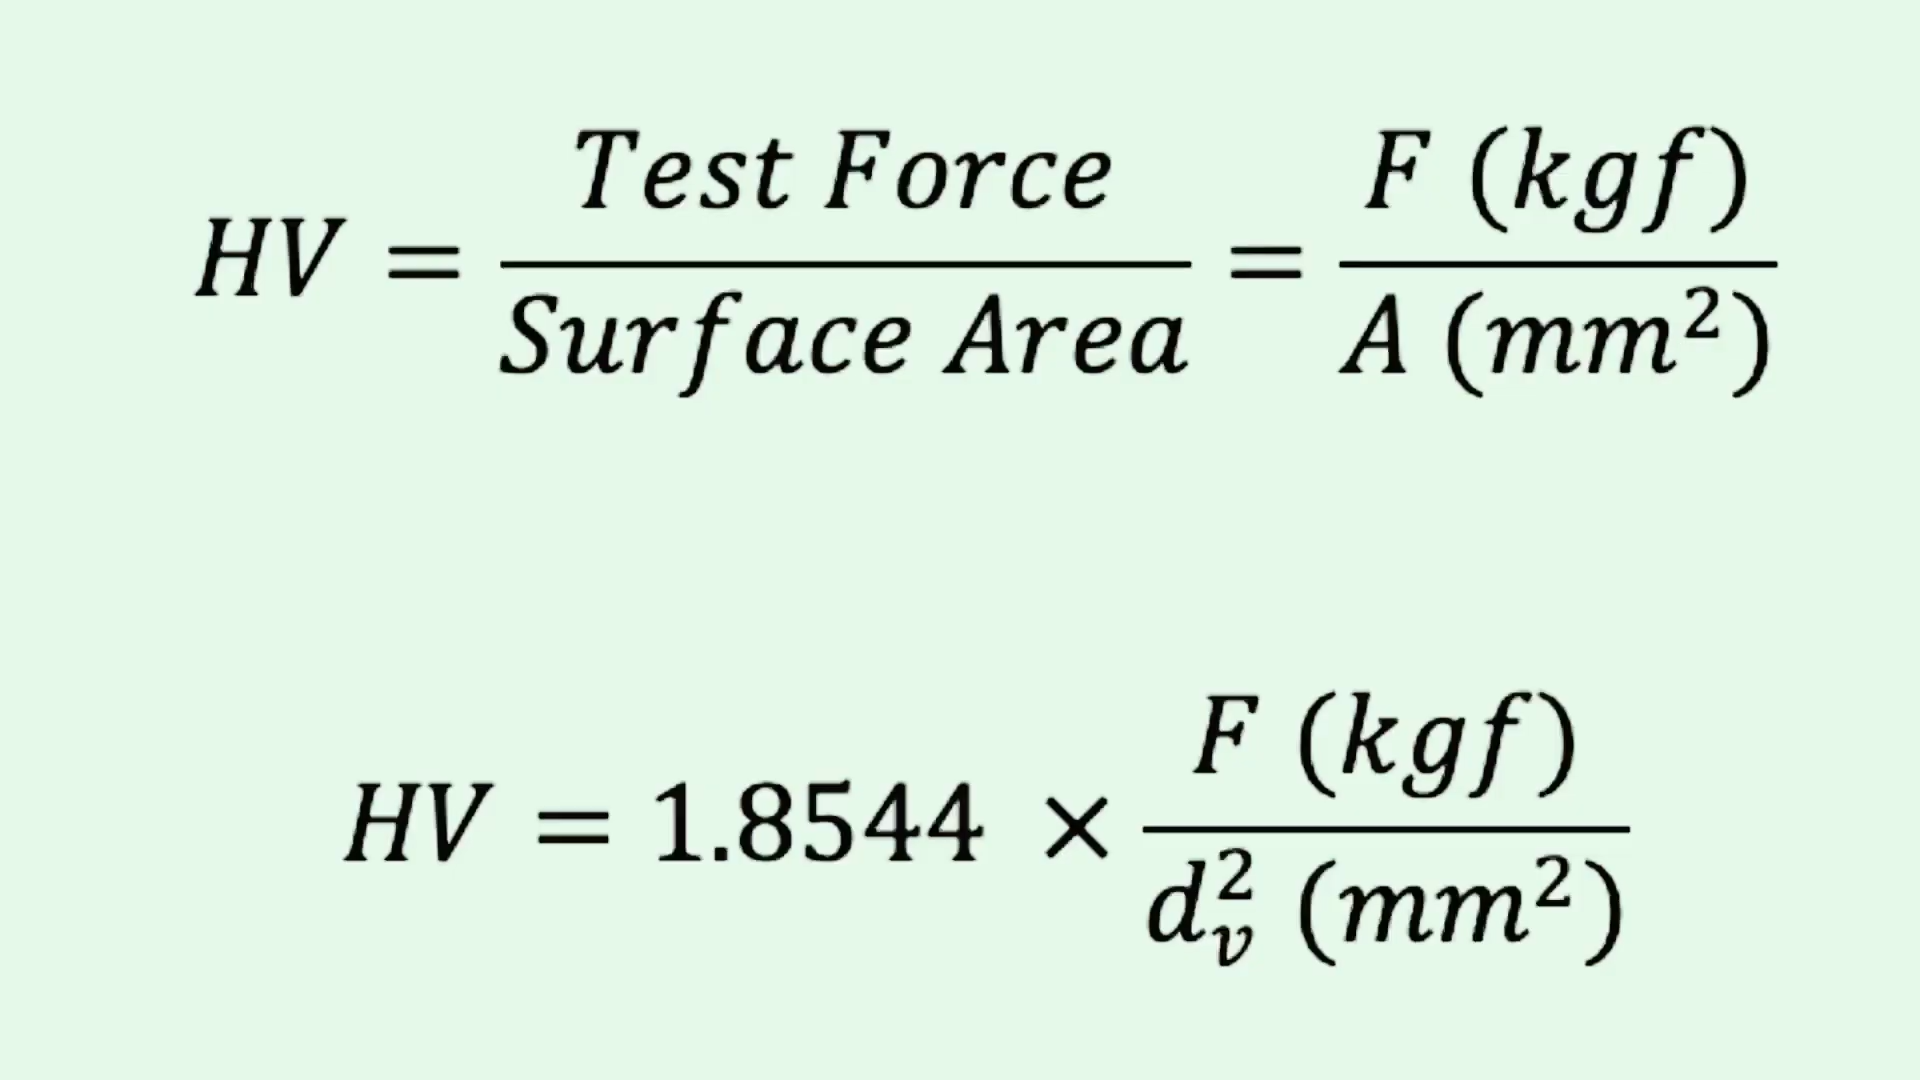 HV = Test Force / Surface Area = F (kgf) / A (mm²)
HV = 1.8544 × F (kgf) / d_v² (mm²)